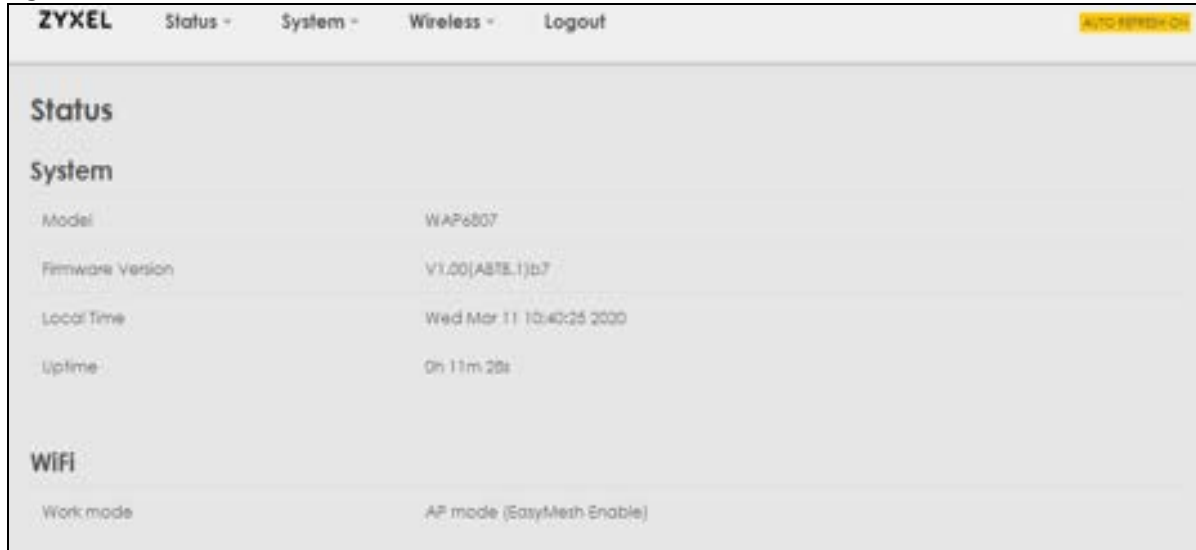 ZYXEL Status System Wireless Logout AUTO REFRESH ON
Status
System
Model WAP6807
Firmware Version V1.00(ABTB.1)b7
Local Time Wed Mar 11 10:40:25 2020
Uptime 0h 11m 28s
WiFi
Work mode AP mode (EasyMesh Enable)